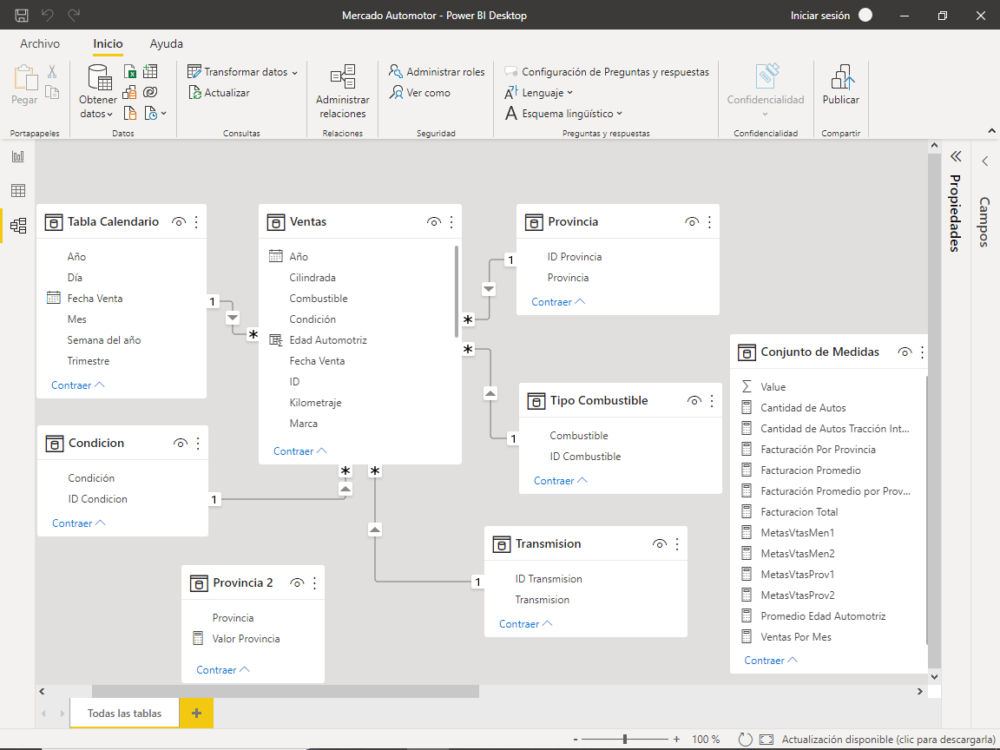 Mercado Automotor - Power BI Desktop
Iniciar sesión
Archivo
Inicio
Ayuda
Pegar
Portapapeles
Obtener
datos
Datos
Transformar datos
Actualizar
Consultas
Administrar
relaciones
Relaciones
Administrar roles
Ver como
Seguridad
Configuración de Preguntas y respuestas
Lenguaje
Esquema lingüístico
Preguntas y respuestas
Confidencialidad
Confidencialidad
Publicar
Compartir
Propiedades
Campos
Tabla Calendario
Año
Día
Fecha Venta
Mes
Semana del año
Trimestre
Contraer
1
*
Ventas
Año
Cilindrada
Combustible
Condición
Edad Automotriz
Fecha Venta
ID
Kilometraje
Marca
Contraer
*
1
Provincia
ID Provincia
Provincia
Contraer
*
1
Tipo Combustible
Combustible
ID Combustible
Contraer
Condicion
Condición
ID Condicion
Contraer
1
*
*
1
Transmision
ID Transmision
Transmision
Contraer
Provincia 2
Provincia
Valor Provincia
Contraer
Conjunto de Medidas
Value
Cantidad de Autos
Cantidad de Autos Tracción Int...
Facturación Por Provincia
Facturacion Promedio
Facturación Promedio por Prov...
Facturacion Total
MetasVtasMen1
MetasVtasMen2
MetasVtasProv1
MetasVtasProv2
Promedio Edad Automotriz
Ventas Por Mes
Contraer
Todas las tablas
+
- + 100 %
Actualización disponible (clic para descargarla)